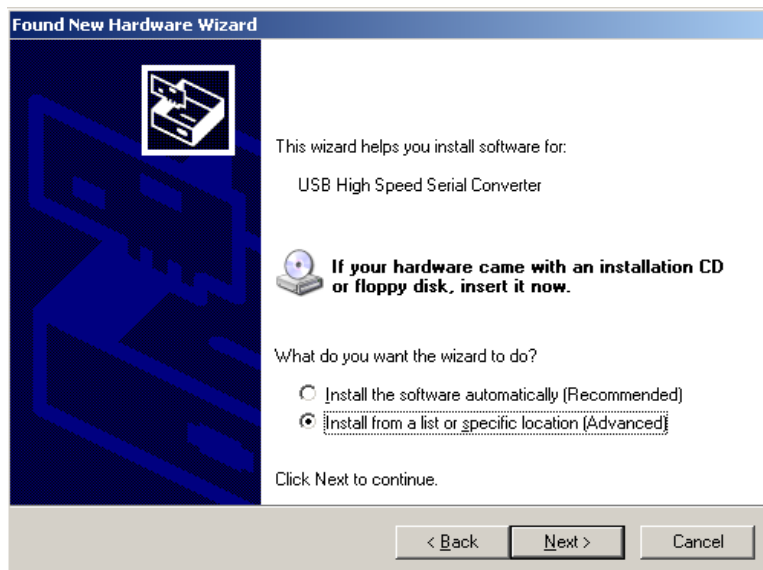 Found New Hardware Wizard
This wizard helps you install software for:
USB High Speed Serial Converter
If your hardware came with an installation CD
or floppy disk, insert it now.
What do you want the wizard to do?
Install the software automatically (Recommended)
Install from a list or specific location (Advanced)
Click Next to continue.
< Back Next > Cancel